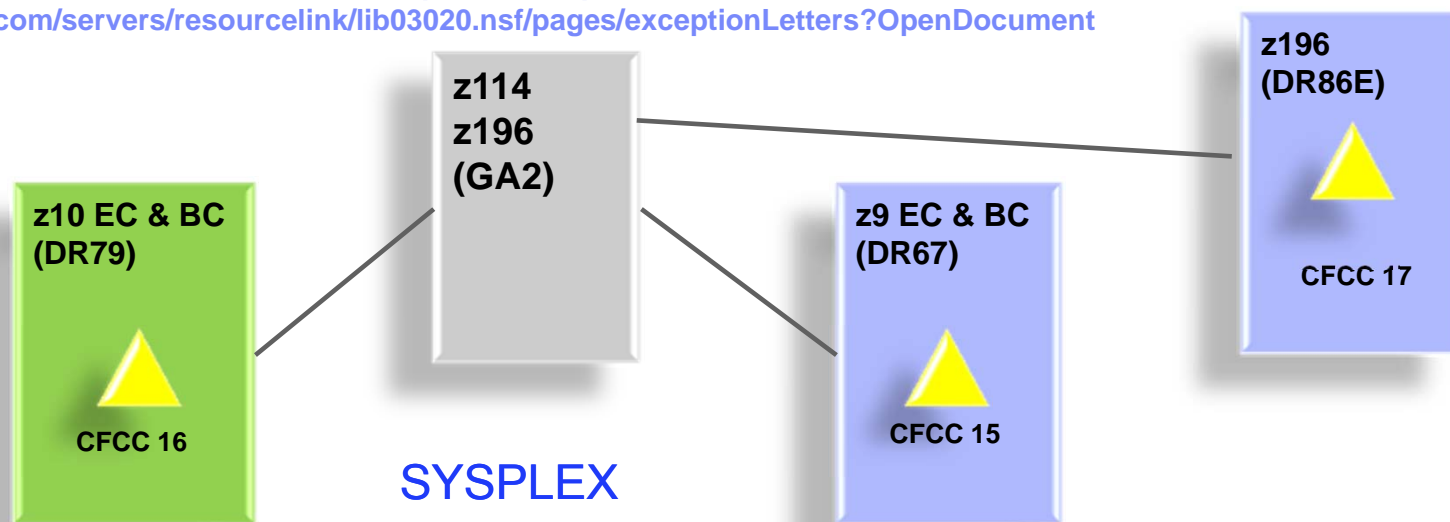 com/servers/resourcelink/lib03020.nsf/pages/exceptionLetters?OpenDocument
z114
z196
(GA2)
z196
(DR86E)
CFCC 17
z10 EC & BC
(DR79)
CFCC 16
z9 EC & BC
(DR67)
CFCC 15
SYSPLEX